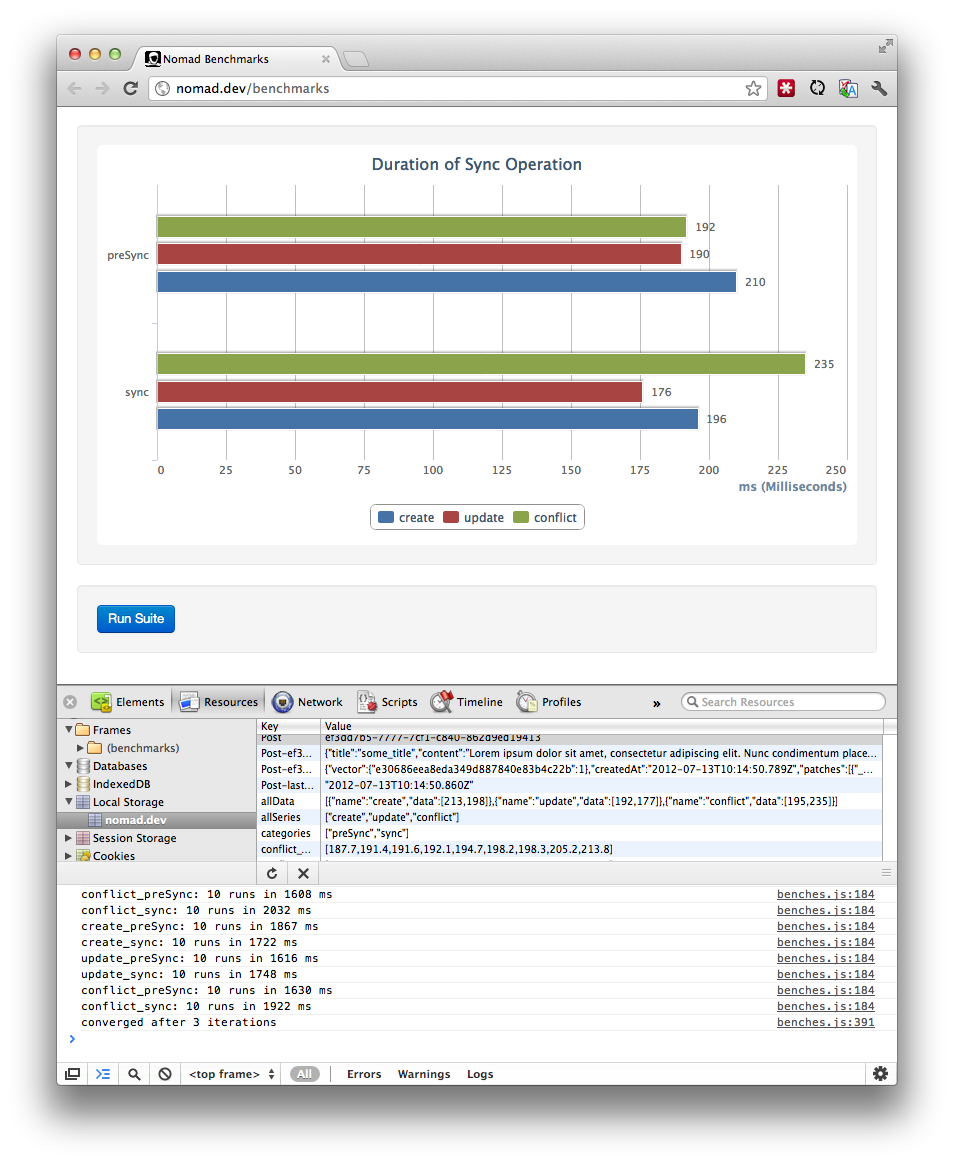 Nomad Benchmarks
nomad.dev/benchmarks
Duration of Sync Operation
preSync
192
190
210
sync
235
176
196
0 25 50 75 100 125 150 175 200 225 250
ms (Milliseconds)
create update conflict
Run Suite
Elements Resources Network Scripts Timeline Profiles » Search Resources
Frames
(benchmarks)
Databases
IndexedDB
Local Storage
nomad.dev
Session Storage
Cookies
Key Value
Post ef3dd7b5-7777-7cf1-c840-862d9ed19413
Post-ef3... {"title":"some_title","content":"Lorem ipsum dolor sit amet, consectetur adipiscing elit. Nunc condimentum place...
Post-ef3... {"vector":{"e30686eea8eda349d887840e83b4c22b":1},"createdAt":"2012-07-13T10:14:50.789Z","patches":[{"_...
Post-last... "2012-07-13T10:14:50.860Z"
allData [{"name":"create","data":[213,198]},{"name":"update","data":[192,177]},{"name":"conflict","data":[195,235]}]
allSeries ["create","update","conflict"]
categories ["preSync","sync"]
conflict_... [187.7,191.4,191.6,192.1,194.7,198.2,198.3,205.2,213.8]
conflict_preSync: 10 runs in 1608 ms benches.js:184
conflict_sync: 10 runs in 2032 ms benches.js:184
create_preSync: 10 runs in 1867 ms benches.js:184
create_sync: 10 runs in 1722 ms benches.js:184
update_preSync: 10 runs in 1616 ms benches.js:184
update_sync: 10 runs in 1748 ms benches.js:184
conflict_preSync: 10 runs in 1630 ms benches.js:184
conflict_sync: 10 runs in 1922 ms benches.js:184
converged after 3 iterations benches.js:391
<top frame> All Errors Warnings Logs